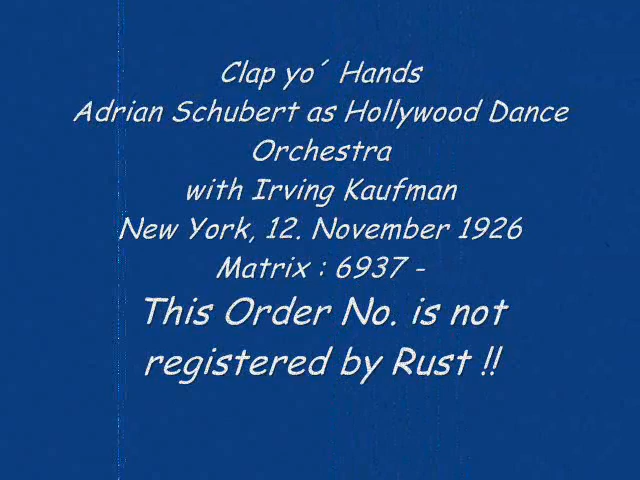 Clap yo´ Hands
Adrian Schubert as Hollywood Dance
Orchestra
with Irving Kaufman
New York, 12. November 1926
Matrix : 6937 -
This Order No. is not
registered by Rust !!